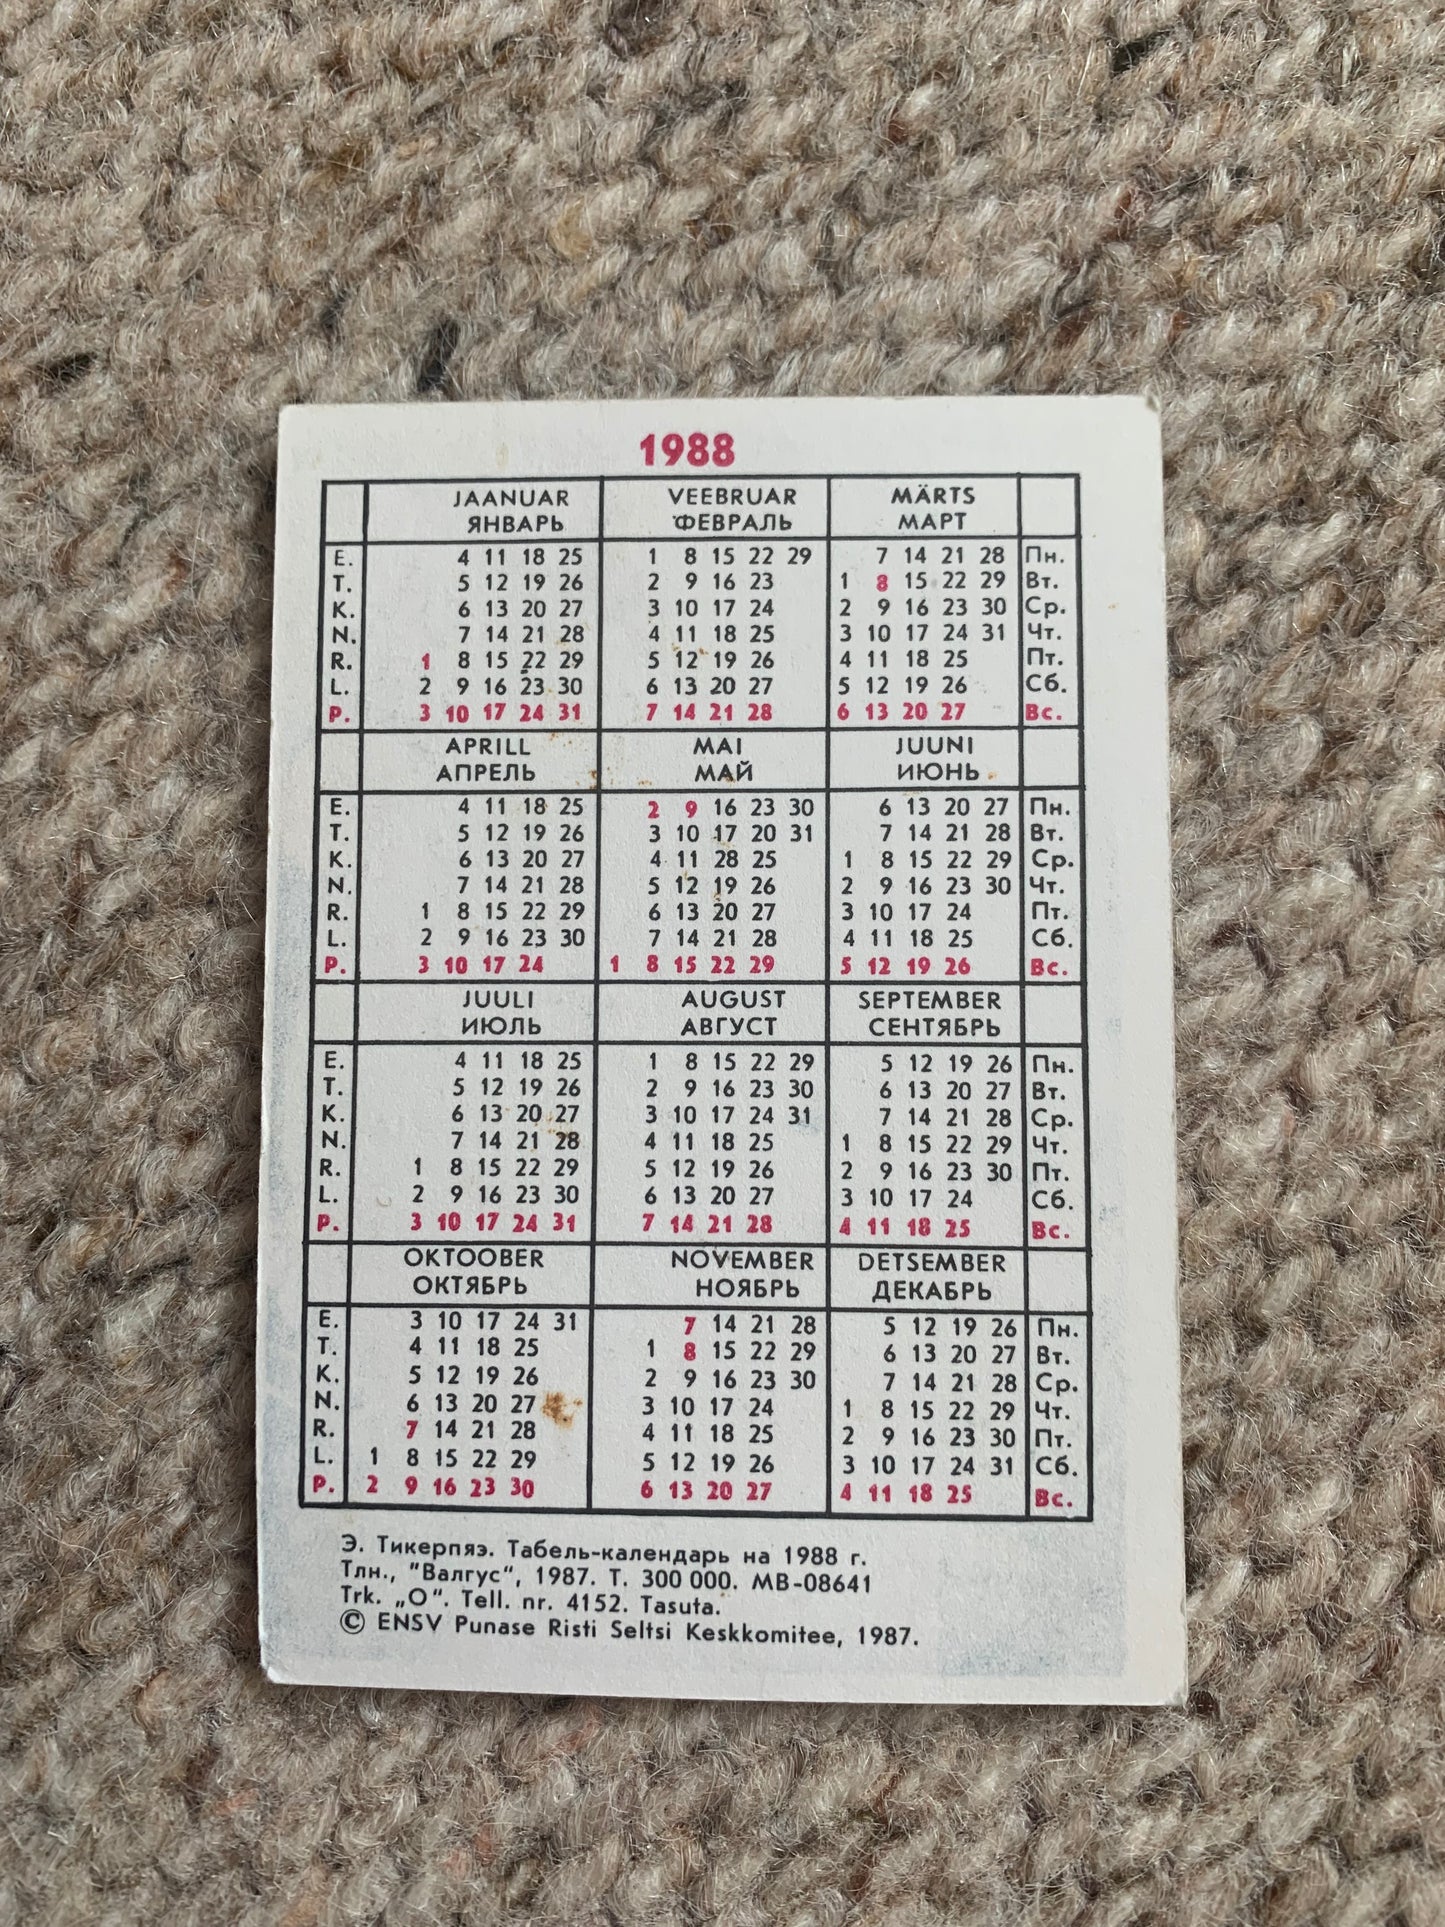 1988
JAANUAR VEEBRUAR MÄRTS
ЯНВАРЬ ФЕВРАЛЬ МАРТ
E. 4 11 18 25 1 8 15 22 29 7 14 21 28 Пн.
T. 5 12 19 26 2 9 16 23 1 8 15 22 29 Вт.
K. 6 13 20 27 3 10 17 24 2 9 16 23 30 Ср.
N. 7 14 21 28 4 11 18 25 3 10 17 24 31 Чт.
R. 1 8 15 22 29 5 12 19 26 4 11 18 25 Пт.
L. 2 9 16 23 30 6 13 20 27 5 12 19 26 Сб.
P. 3 10 17 24 31 7 14 21 28 6 13 20 27 Вс.
APRILL MAI JUUNI
АПРЕЛЬ МАЙ ИЮНЬ
E. 4 11 18 25 2 9 16 23 30 6 13 20 27 Пн.
T. 5 12 19 26 3 10 17 20 31 7 14 21 28 Вт.
K. 6 13 20 27 4 11 28 25 1 8 15 22 29 Ср.
N. 7 14 21 28 5 12 19 26 2 9 16 23 30 Чт.
R. 1 8 15 22 29 6 13 20 27 3 10 17 24 Пт.
L. 2 9 16 23 30 7 14 21 28 4 11 18 25 Сб.
P. 3 10 17 24 1 8 15 22 29 5 12 19 26 Вс.
JUULI AUGUST SEPTEMBER
ИЮЛЬ АВГУСТ СЕНТЯБРЬ
E. 4 11 18 25 1 8 15 22 29 5 12 19 26 Пн.
T. 5 12 19 26 2 9 16 23 30 6 13 20 27 Вт.
K. 6 13 20 27 3 10 17 24 31 7 14 21 28 Ср.
N. 7 14 21 28 4 11 18 25 1 8 15 22 29 Чт.
R. 1 8 15 22 29 5 12 19 26 2 9 16 23 30 Пт.
L. 2 9 16 23 30 6 13 20 27 3 10 17 24 Сб.
P. 3 10 17 24 31 7 14 21 28 4 11 18 25 Вс.
OKTOOBER NOVEMBER DETSEMBER
ОКТЯБРЬ НОЯБРЬ ДЕКАБРЬ
E. 3 10 17 24 31 7 14 21 28 5 12 19 26 Пн.
T. 4 11 18 25 1 8 15 22 29 6 13 20 27 Вт.
K. 5 12 19 26 2 9 16 23 30 7 14 21 28 Ср.
N. 6 13 20 27 3 10 17 24 1 8 15 22 29 Чт.
R. 7 14 21 28 4 11 18 25 2 9 16 23 30 Пт.
L. 1 8 15 22 29 5 12 19 26 3 10 17 24 31 Сб.
P. 2 9 16 23 30 6 13 20 27 4 11 18 25 Вс.
Э. Тикерпяэ. Табель-календарь на 1988 г.
Тлн., "Валгус", 1987. Т. 300 000. МВ-08641
Trk. „O". Tell. nr. 4152. Tasuta.
© ENSV Punase Risti Seltsi Keskkomitee, 1987.